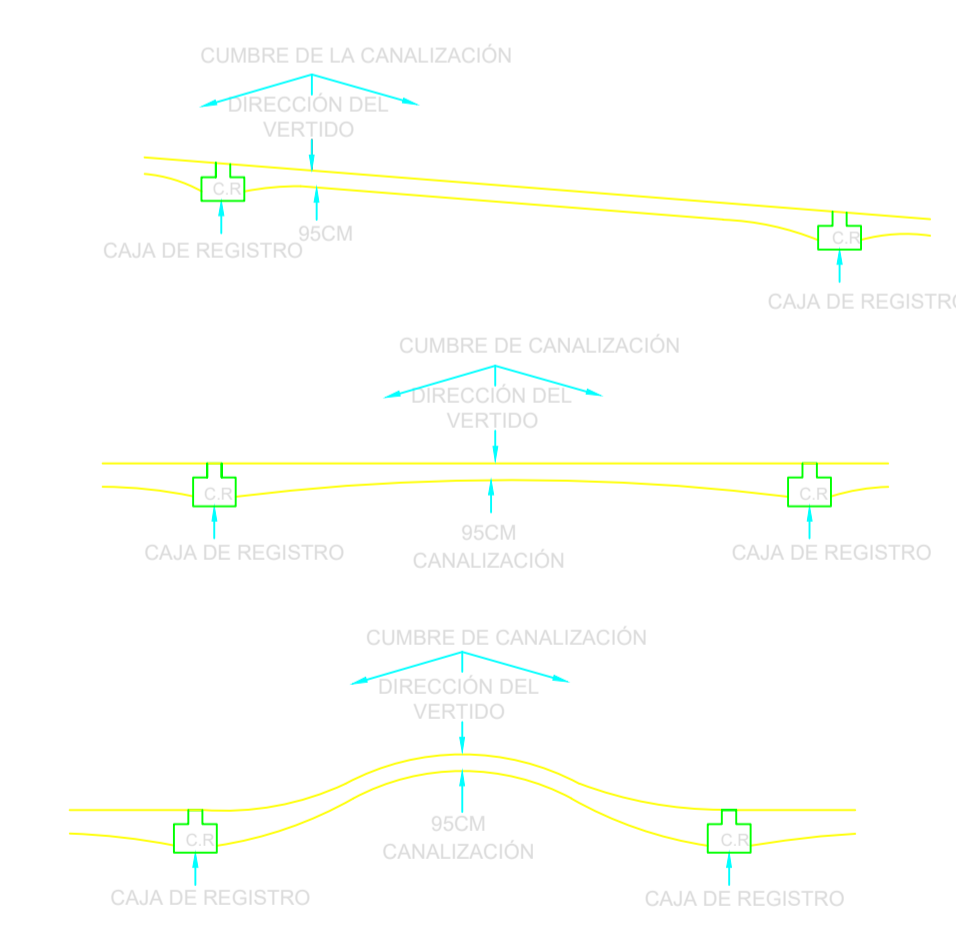 CUMBRE DE LA CANALIZACIÓN
DIRECCIÓN DEL
VERTIDO
C.R
95CM
CAJA DE REGISTRO
C.R
CAJA DE REGISTRO
CUMBRE DE CANALIZACIÓN
DIRECCIÓN DEL
VERTIDO
C.R
C.R
95CM
CANALIZACIÓN
CAJA DE REGISTRO
CAJA DE REGISTRO
CUMBRE DE CANALIZACIÓN
DIRECCIÓN DEL
VERTIDO
95CM
CANALIZACIÓN
C.R
C.R
CAJA DE REGISTRO
CAJA DE REGISTRO